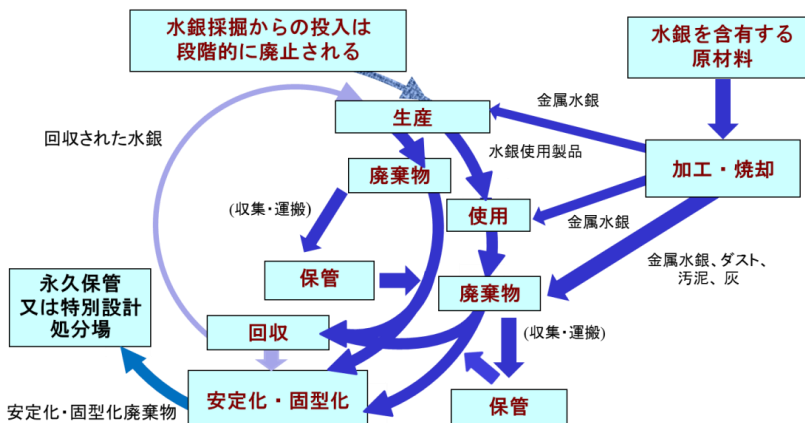 水銀採掘からの投入は
段階的に廃止される
水銀を含有する
原材料
生産
金属水銀
回収された水銀
水銀使用製品
廃棄物
加工・焼却
(収集・運搬)
使用
金属水銀
金属水銀、ダスト、
汚泥、灰
保管
廃棄物
永久保管
又は特別設計
処分場
回収
(収集・運搬)
安定化・固型化
保管
安定化・固型化廃棄物